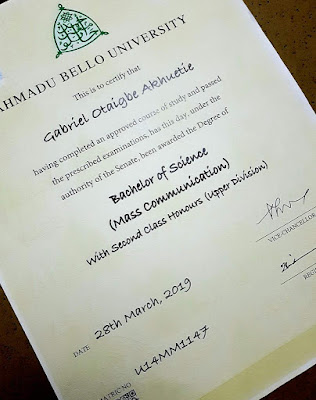 AHMADU BELLO UNIVERSITY
This is to certify that
Gabriel Otaigbe Akhuetie
having completed an approved course of study and passed
the prescribed examinations, has this day, under the
authority of the Senate, been awarded the Degree of
Bachelor of Science
(Mass Communication)
With Second Class Honours (Upper Division)
VICE-CHANCELLOR
28th March, 2019
DATE
U14MM1147
MATRIC NO